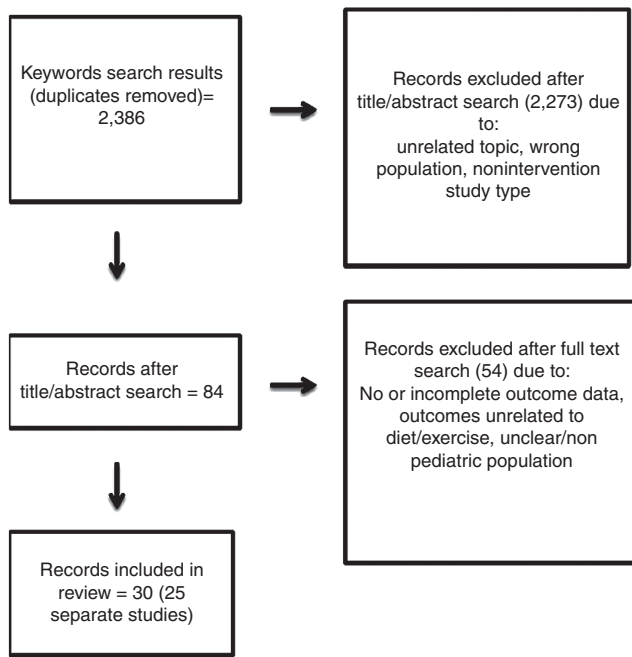 Keywords search results
(duplicates removed)=
2,386
Records excluded after
title/abstract search (2,273) due
to:
unrelated topic, wrong
population, nonintervention
study type
Records after
title/abstract search = 84
Records excluded after full text
search (54) due to:
No or incomplete outcome data,
outcomes unrelated to
diet/exercise, unclear/non
pediatric population
Records included in
review = 30 (25
separate studies)